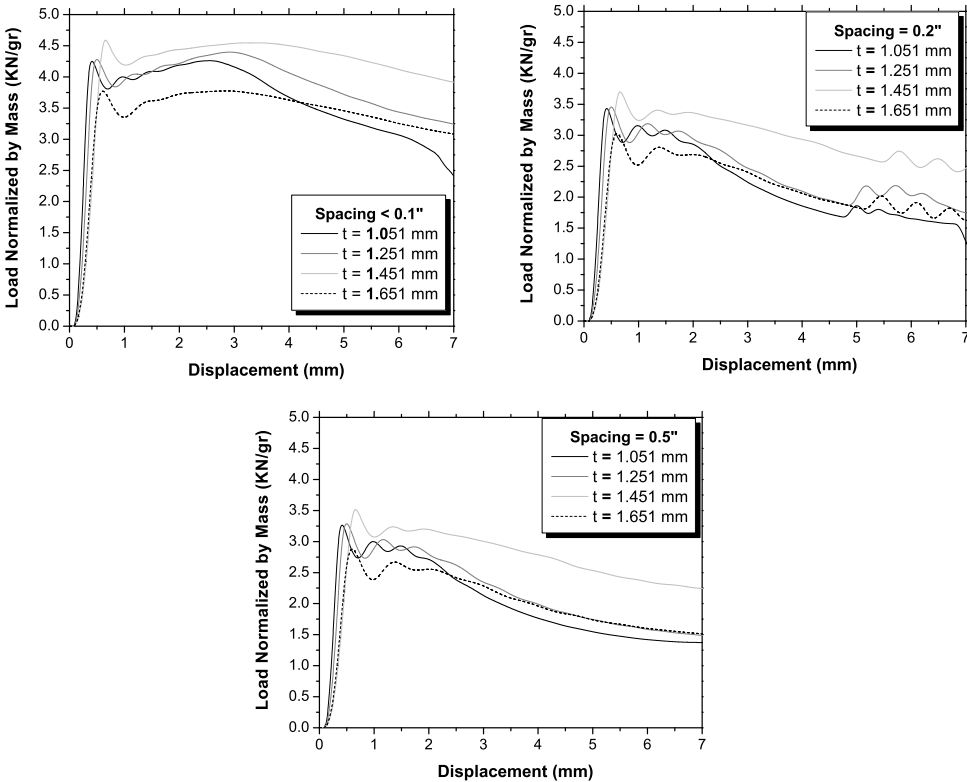 Load Normalized by Mass (KN/gr)
5.0
4.5
4.0
3.5
3.0
2.5
2.0
1.5
1.0
0.5
0.0
Spacing < 0.1"
t = 1.051 mm
t = 1.251 mm
t = 1.451 mm
t = 1.651 mm
0 1 2 3 4 5 6 7
Displacement (mm)
Load Normalized by Mass (KN/gr)
5.0
4.5
4.0
3.5
3.0
2.5
2.0
1.5
1.0
0.5
0.0
Spacing = 0.2"
t = 1.051 mm
t = 1.251 mm
t = 1.451 mm
t = 1.651 mm
0 1 2 3 4 5 6 7
Displacement (mm)
Load Normalized by Mass (KN/gr)
5.0
4.5
4.0
3.5
3.0
2.5
2.0
1.5
1.0
0.5
0.0
Spacing = 0.5"
t = 1.051 mm
t = 1.251 mm
t = 1.451 mm
t = 1.651 mm
0 1 2 3 4 5 6 7
Displacement (mm)